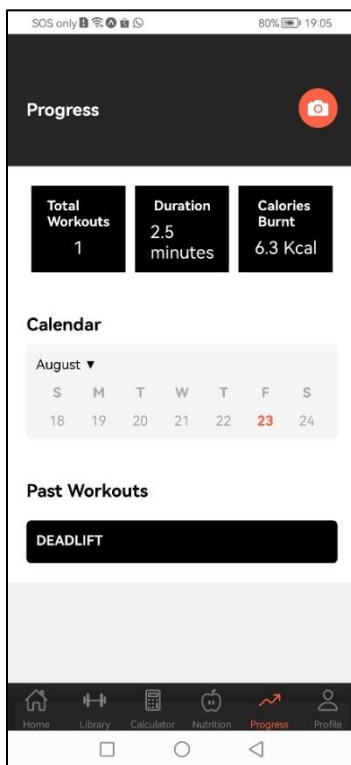 SOS only 80% 19:05
Progress
Total Workouts
1
Duration
2.5 minutes
Calories Burnt
6.3 Kcal
Calendar
August ▼
S M T W T F S
18 19 20 21 22 23 24
Past Workouts
DEADLIFT
Home Library Calculator Nutrition Progress Profile